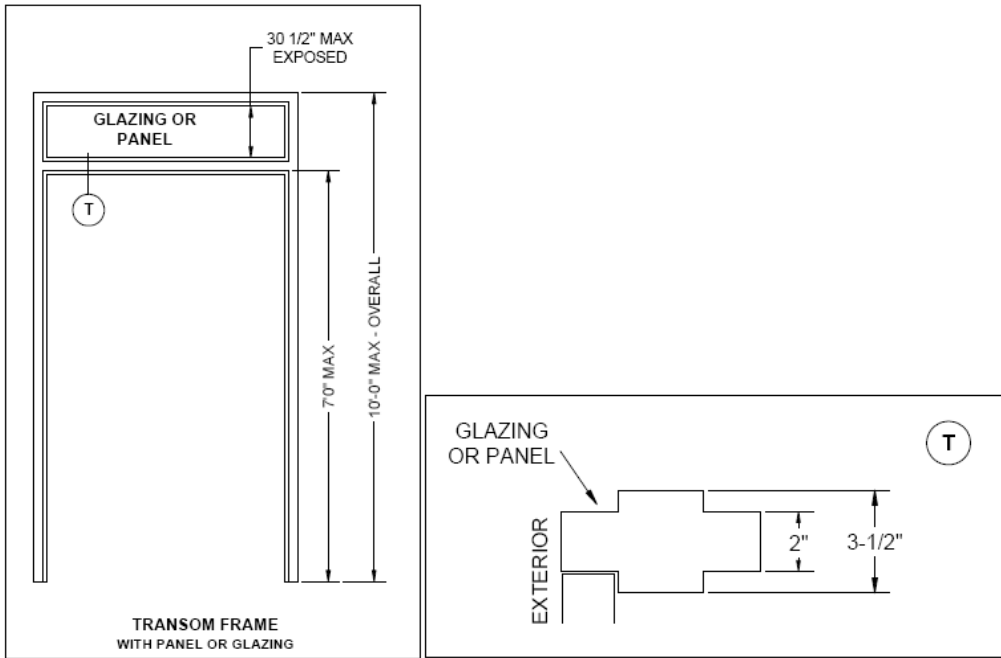 30 1/2" MAX
EXPOSED
GLAZING OR
PANEL
T
7'0" MAX
10'-0" MAX - OVERALL
TRANSOM FRAME
WITH PANEL OR GLAZING
GLAZING
OR PANEL
T
EXTERIOR
2"
3-1/2"